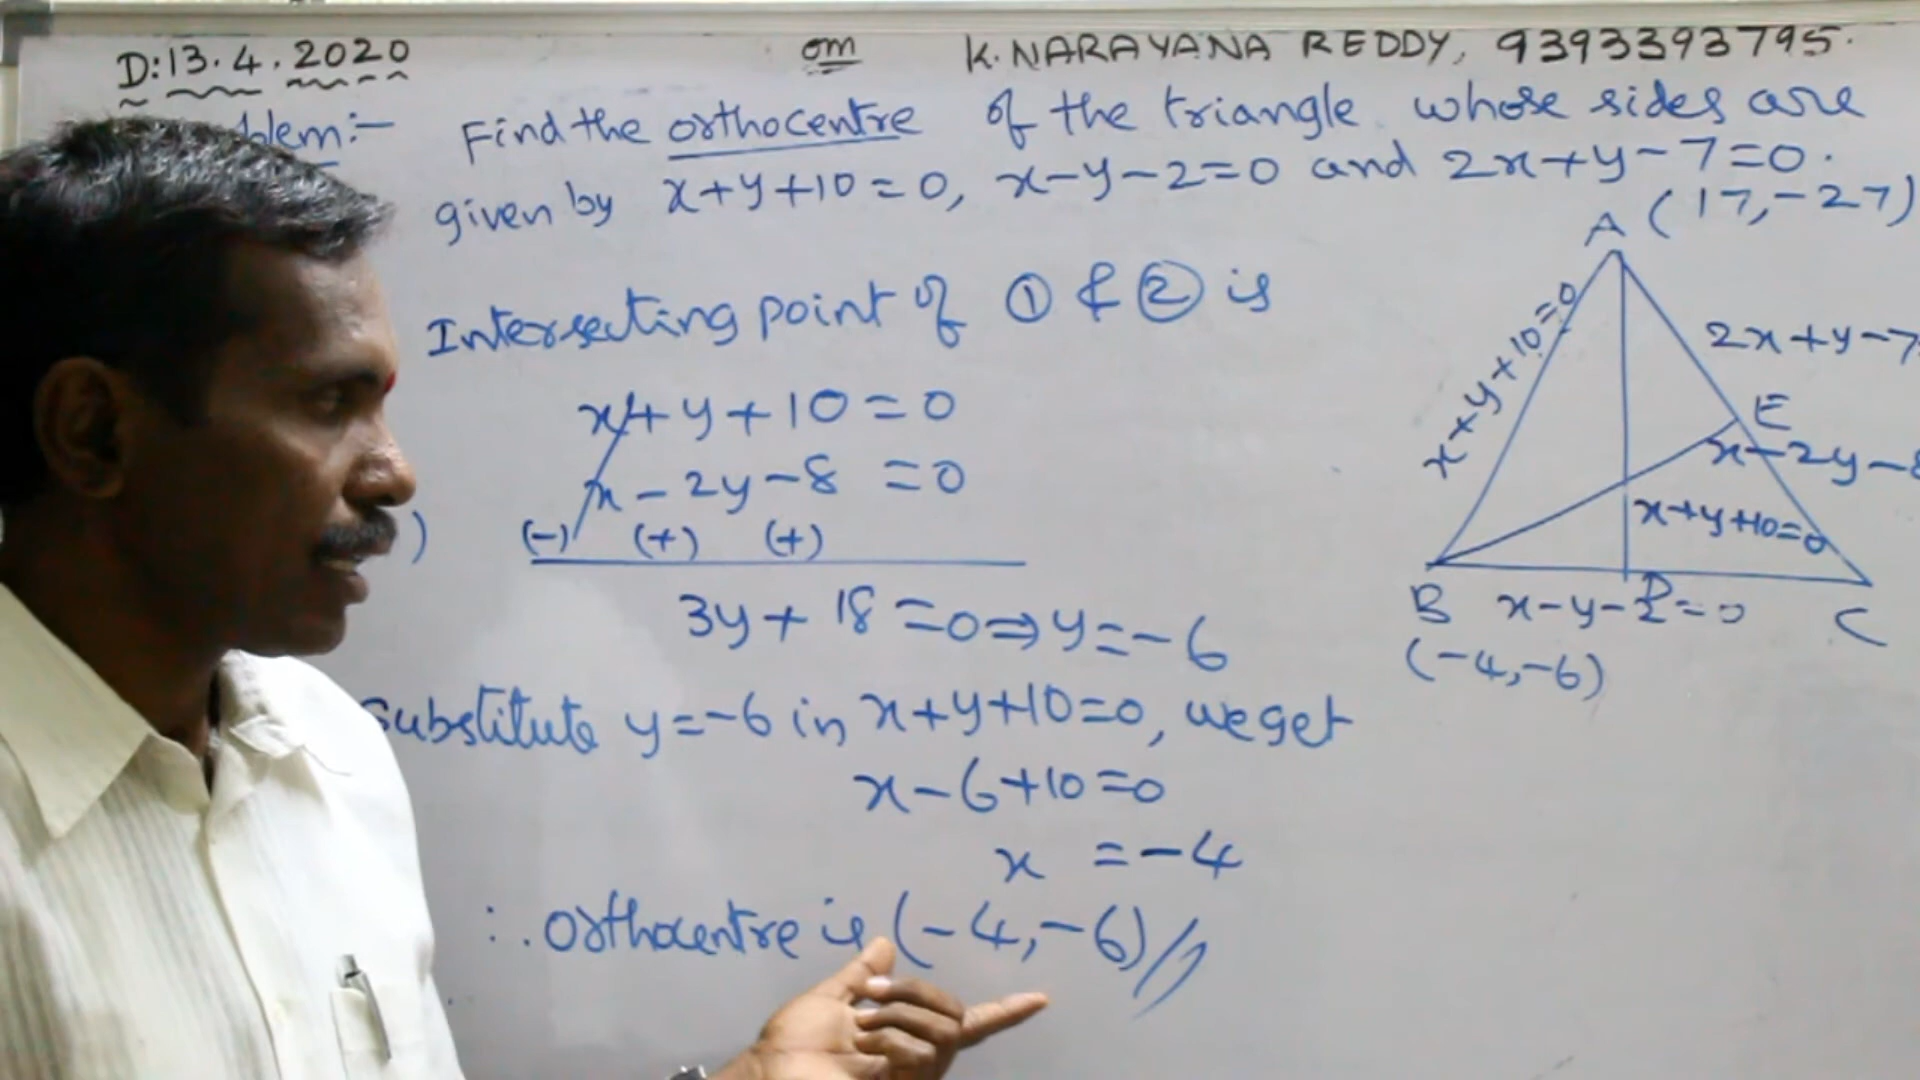 D:13.4.2020 om K. NARAYANA REDDY, 9393393795.
blem:- Find the orthocentre of the triangle whose sides are
given by x+y+10=0, x-y-2=0 and 2x+y-7=0.
Intersecting point of ① & ② is
x+y+10=0
x-2y-8=0
(-) (+) (+)
)
3y+18=0⇒y=-6
substitute y=-6 in x+y+10=0, we get
x-6+10=0
x=-4
∴ orthocentre is (-4,-6)//
A (17,-27)
x+y+10=0
2x+y-7
E
x-2y-8
x+y+10=0
D
B x-y-2=0 C
(-4,-6)